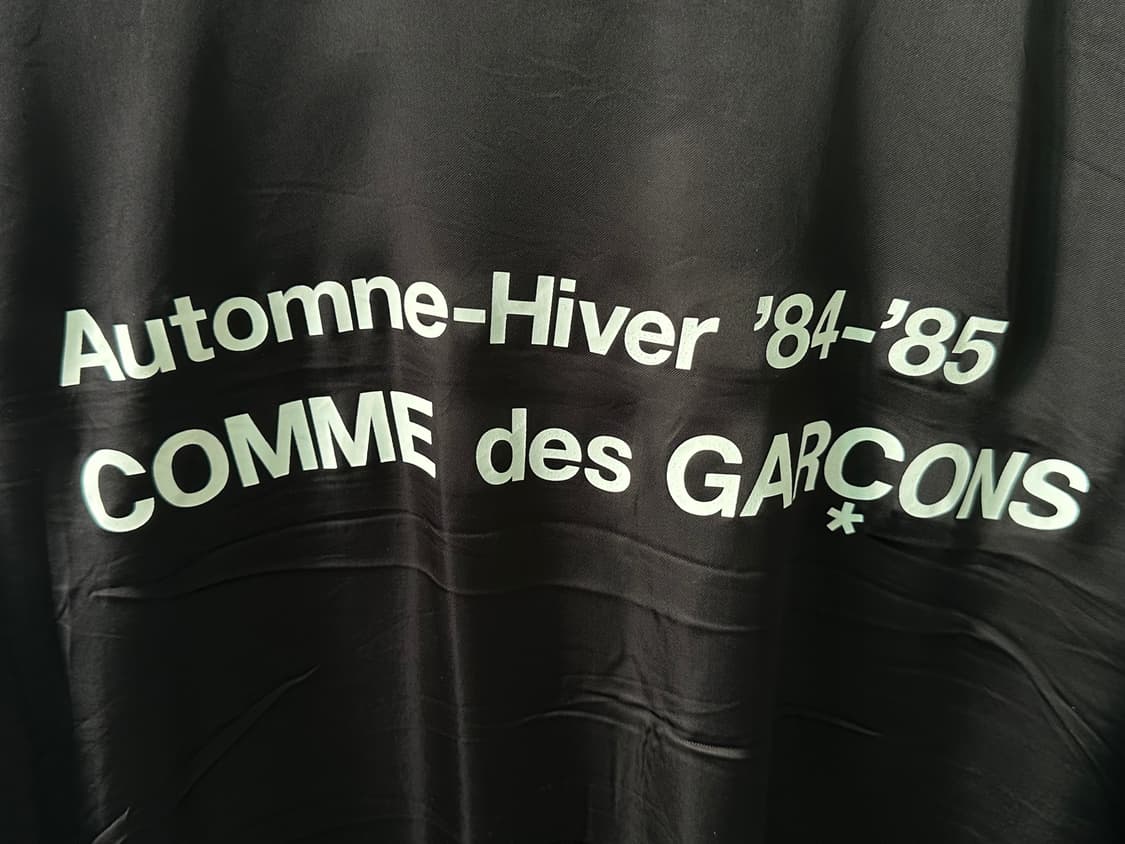 Automne-Hiver ’84-’85
COMME des GARÇONS
*